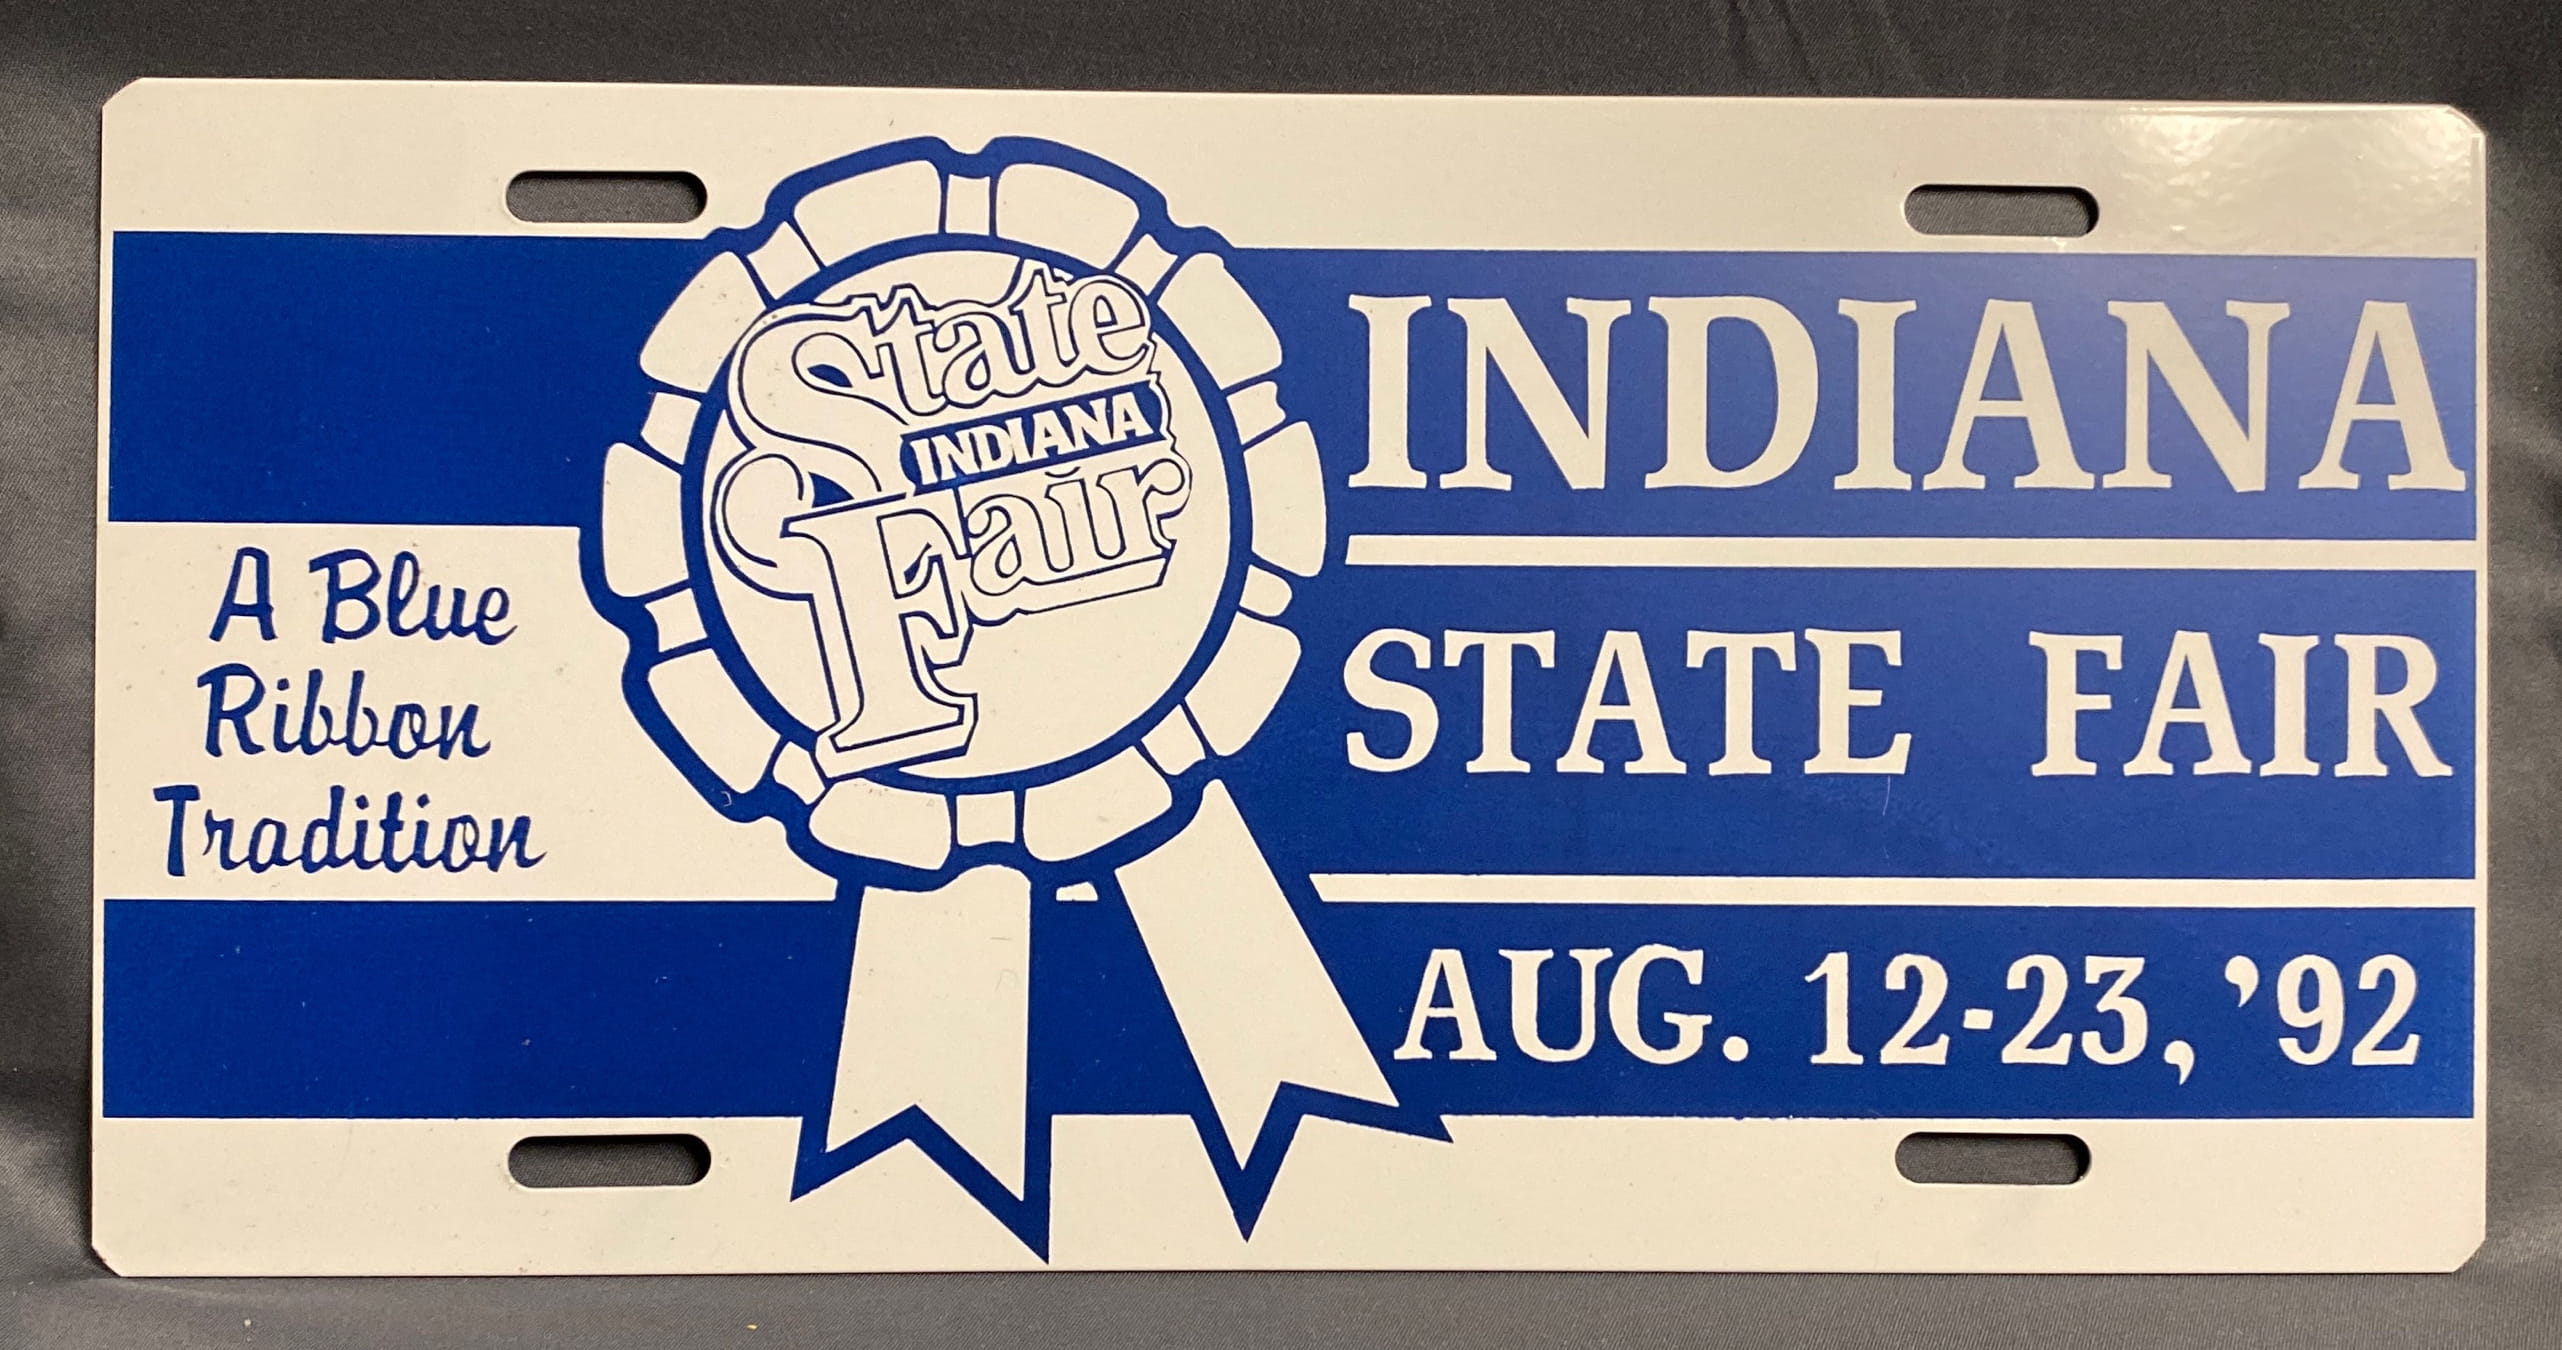 State
INDIANA
Fair
A Blue
Ribbon
Tradition
INDIANA
STATE FAIR
AUG. 12-23, '92